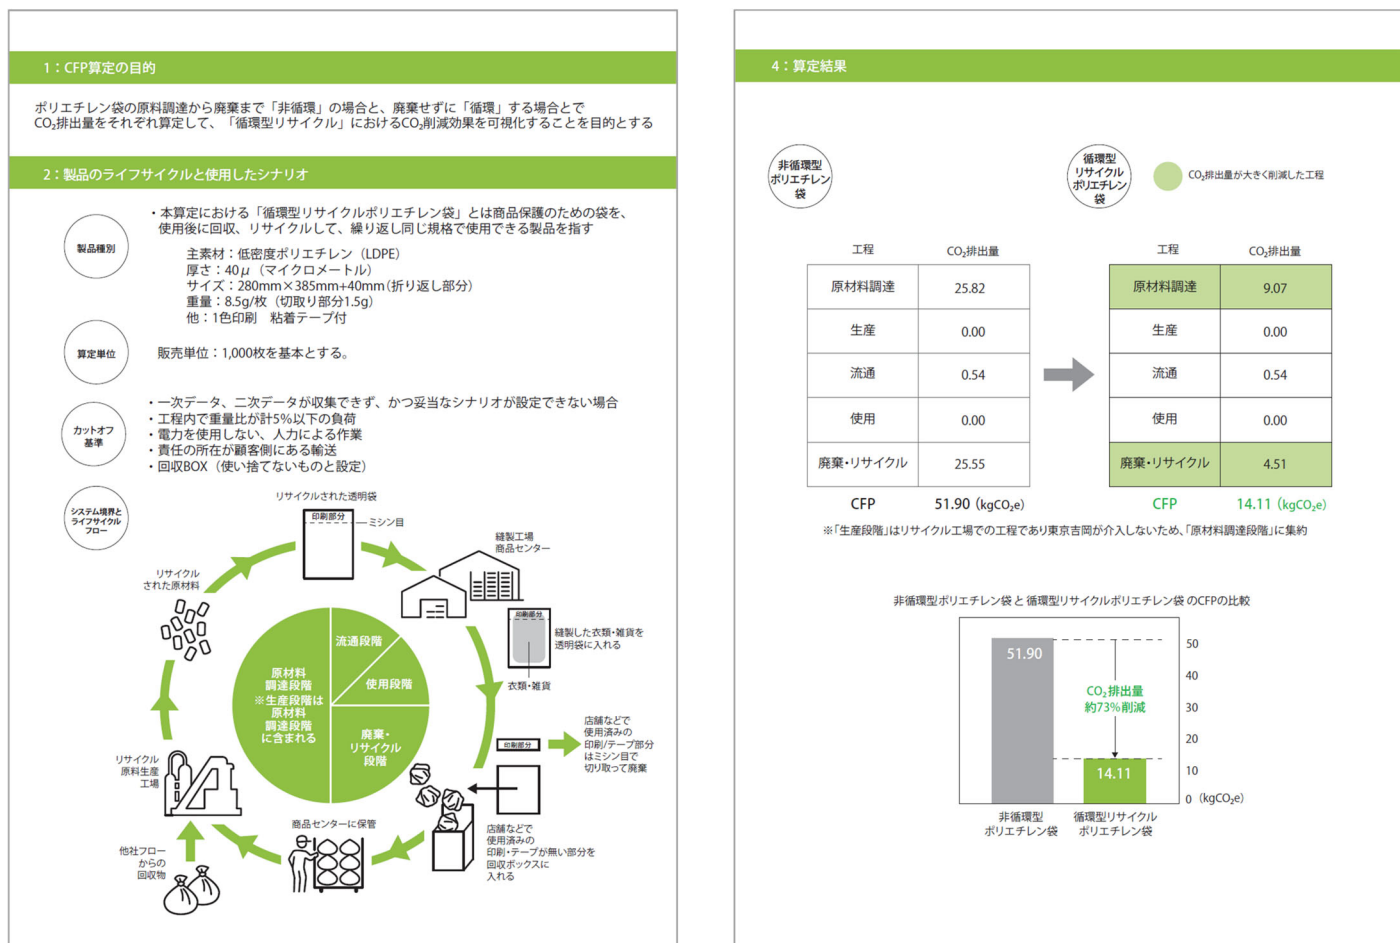 1：CFP算定の目的
ポリエチレン袋の原料調達から廃棄まで「非循環」の場合と、廃棄せずに「循環」する場合とで
CO₂排出量をそれぞれ算定して、「循環型リサイクル」におけるCO₂削減効果を可視化することを目的とする
2：製品のライフサイクルと使用したシナリオ
製品種別
・本算定における「循環型リサイクルポリエチレン袋」とは商品保護のための袋を、
使用後に回収、リサイクルして、繰り返し同じ規格で使用できる製品を指す
主素材：低密度ポリエチレン（LDPE）
厚さ：40μ（マイクロメートル）
サイズ：280mm×385mm+40mm（折り返し部分）
重量：8.5g/枚（切取り部分1.5g）
他：1色印刷　粘着テープ付
算定単位
販売単位：1,000枚を基本とする。
カットオフ
基準
・一次データ、二次データが収集できず、かつ妥当なシナリオが設定できない場合
・工程内で重量比が計5%以下の負荷
・電力を使用しない、人力による作業
・責任の所在が顧客側にある輸送
・回収BOX（使い捨てないものと設定）
システム境界と
ライフサイクル
フロー
リサイクルされた透明袋
印刷部分
ミシン目
縫製工場
商品センター
リサイクル
された原材料
印刷部分
縫製した衣類・雑貨を
透明袋に入れる
衣類・雑貨
流通段階
使用段階
原材料
調達段階
※生産段階は
原材料
調達段階
に含まれる
廃棄・
リサイクル
段階
印刷部分
店舗などで
使用済みの
印刷/テープ部分
はミシン目で
切り取って廃棄
リサイクル
原料生産
工場
商品センターに保管
店舗などで
使用済みの
印刷・テープが無い部分を
回収ボックスに
入れる
他社フロー
からの
回収物
4：算定結果
非循環型
ポリエチレン
袋
循環型
リサイクル
ポリエチレン
袋
CO₂排出量が大きく削減した工程
工程 CO₂排出量
原材料調達 25.82
生産 0.00
流通 0.54
使用 0.00
廃棄・リサイクル 25.55
CFP 51.90（kgCO₂e）
工程 CO₂排出量
原材料調達 9.07
生産 0.00
流通 0.54
使用 0.00
廃棄・リサイクル 4.51
CFP 14.11（kgCO₂e）
※「生産段階」はリサイクル工場での工程であり東京吉岡が介入しないため、「原材料調達段階」に集約
非循環型ポリエチレン袋 と 循環型リサイクルポリエチレン袋 のCFPの比較
51.90
CO₂排出量
約73%削減
14.11
50
40
30
20
10
0（kgCO₂e）
非循環型
ポリエチレン袋
循環型リサイクル
ポリエチレン袋